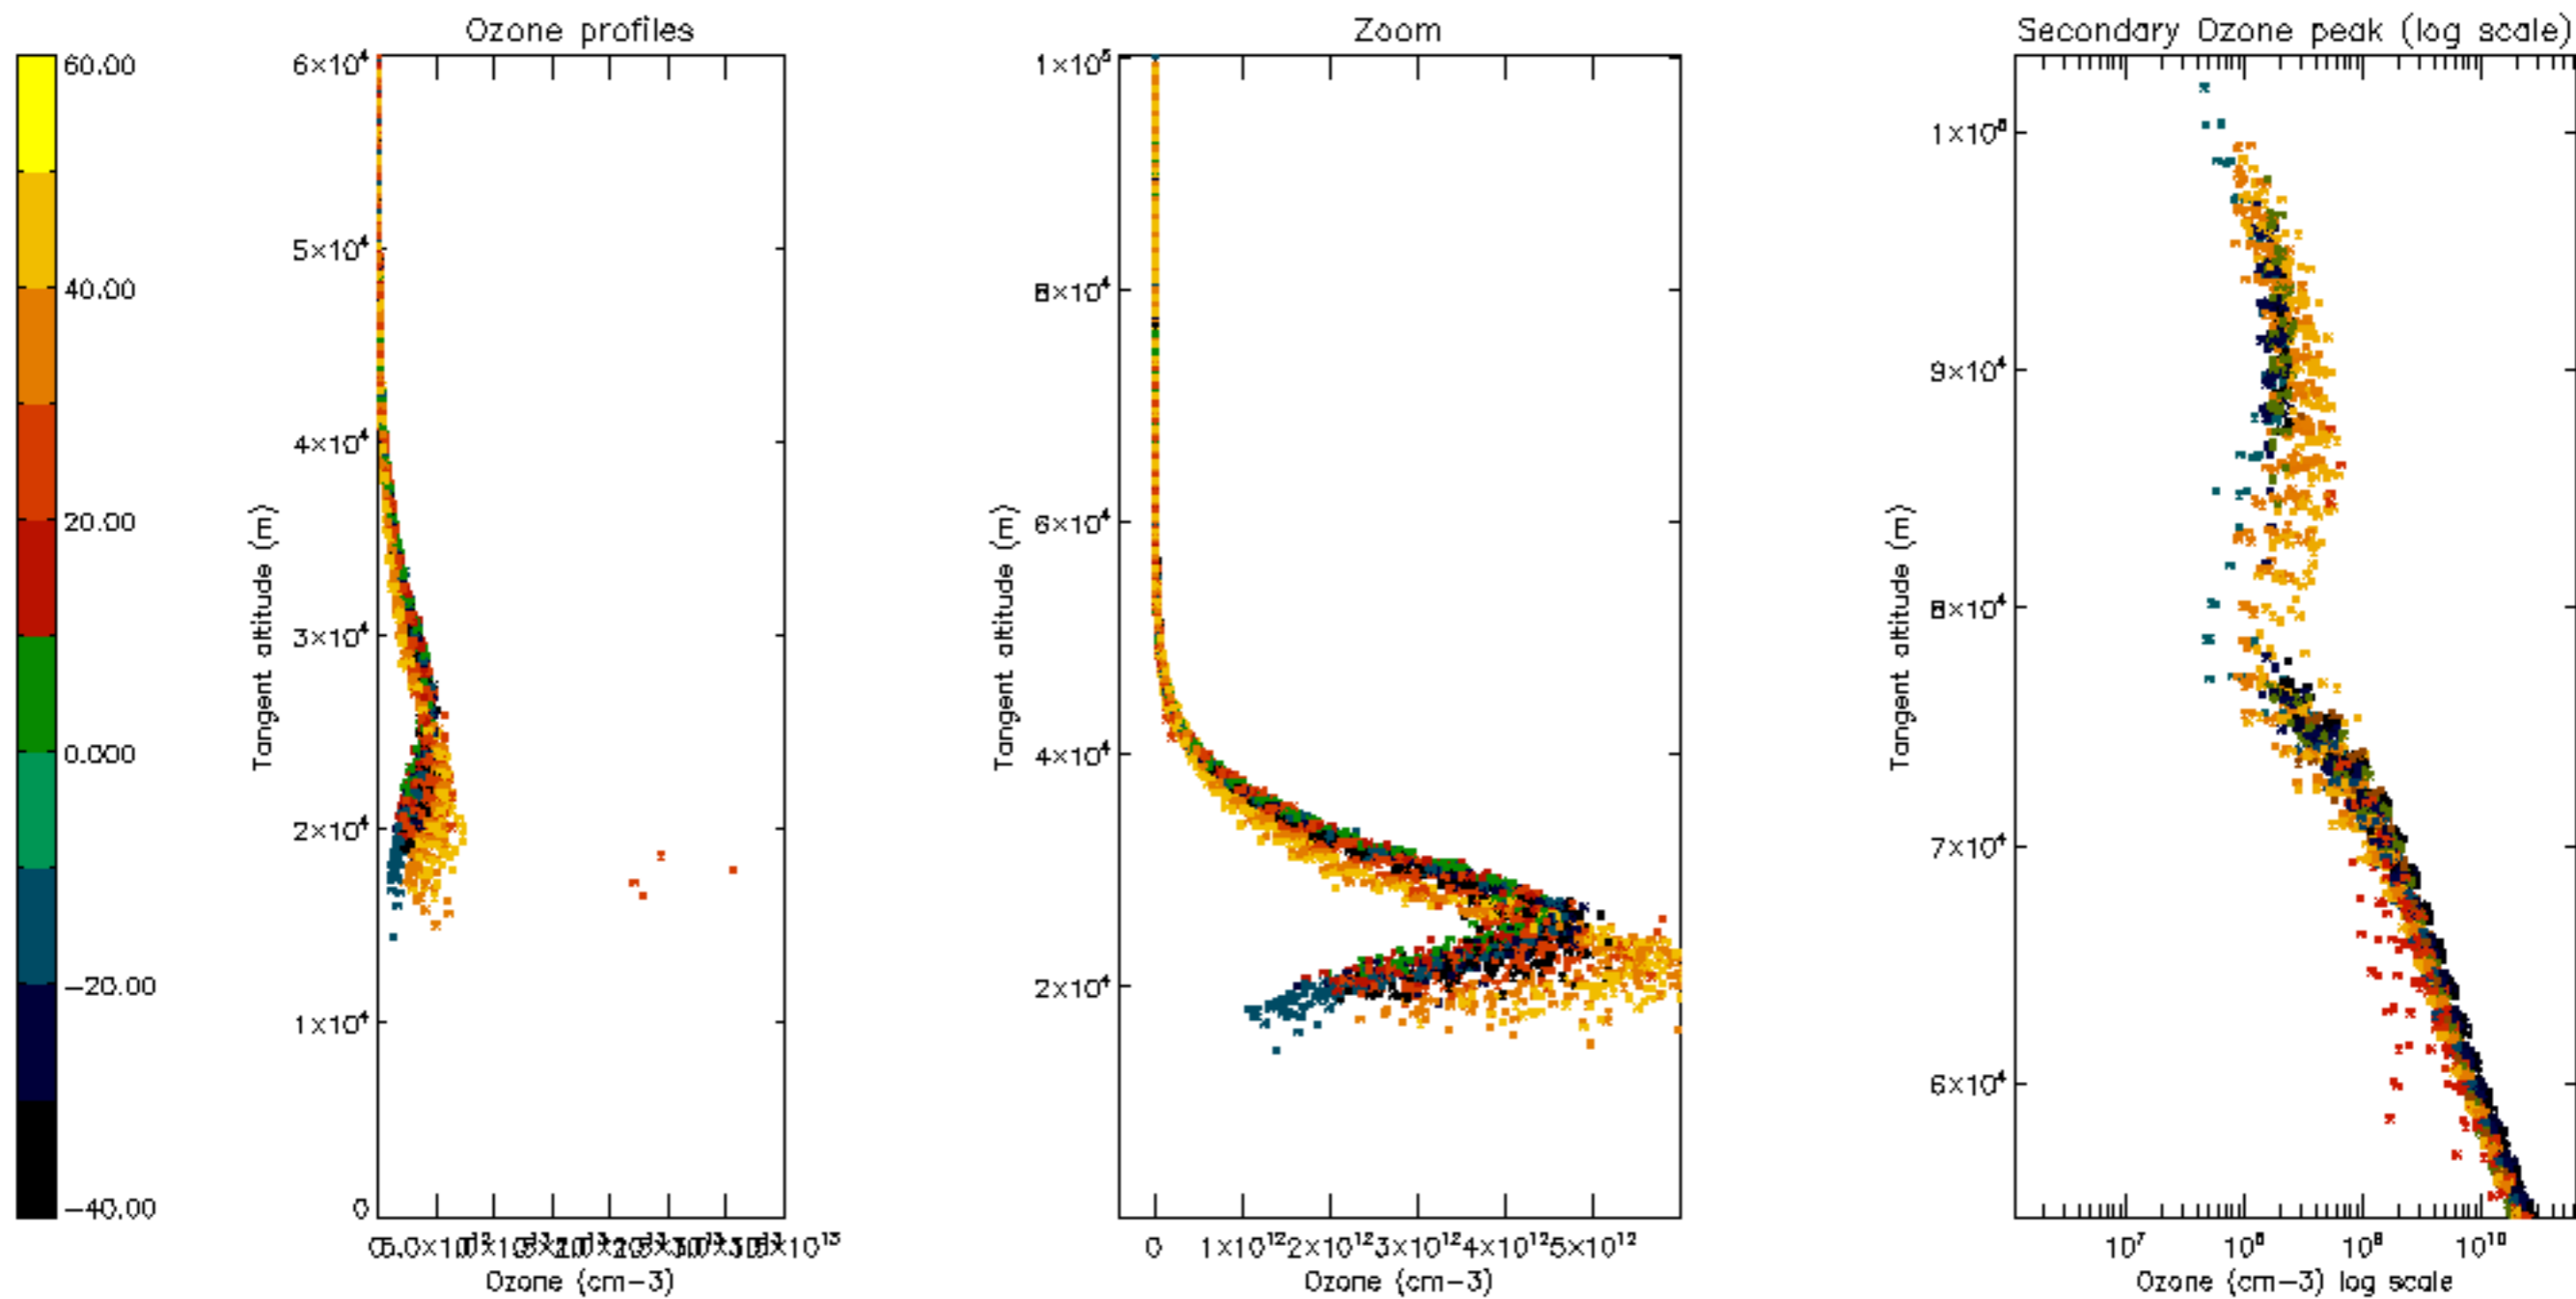 Ozone profiles
Zoom
Secondary Ozone peak (log scale)
60.00
40.00
20.00
0.000
−20.00
−40.00
6×10⁴
5×10⁴
4×10⁴
3×10⁴
2×10⁴
1×10⁴
0
Tangent altitude (m)
Ozone (cm−3)
1×10⁵
8×10⁴
6×10⁴
4×10⁴
2×10⁴
Tangent altitude (m)
0 1×10¹² 2×10¹² 3×10¹² 4×10¹² 5×10¹²
Ozone (cm−3)
9×10⁴
8×10⁴
7×10⁴
6×10⁴
Tangent altitude (m)
10⁷ 10⁸ 10⁹ 10¹⁰
Ozone (cm−3) log scale